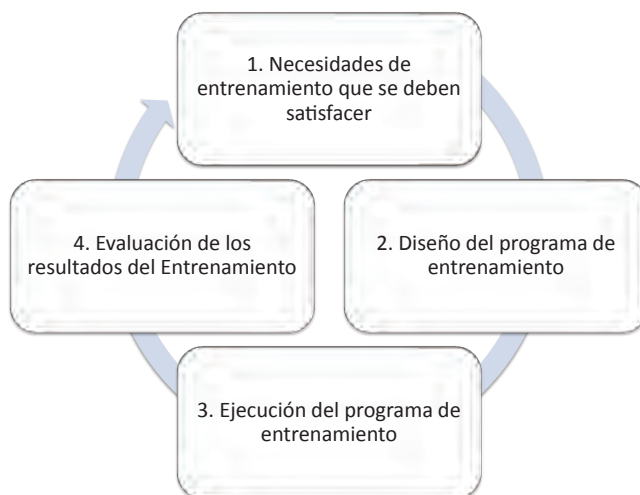 1. Necesidades de
entrenamiento que se deben
satisfacer
2. Diseño del programa de
entrenamiento
3. Ejecución del programa de
entrenamiento
4. Evaluación de los
resultados del Entrenamiento